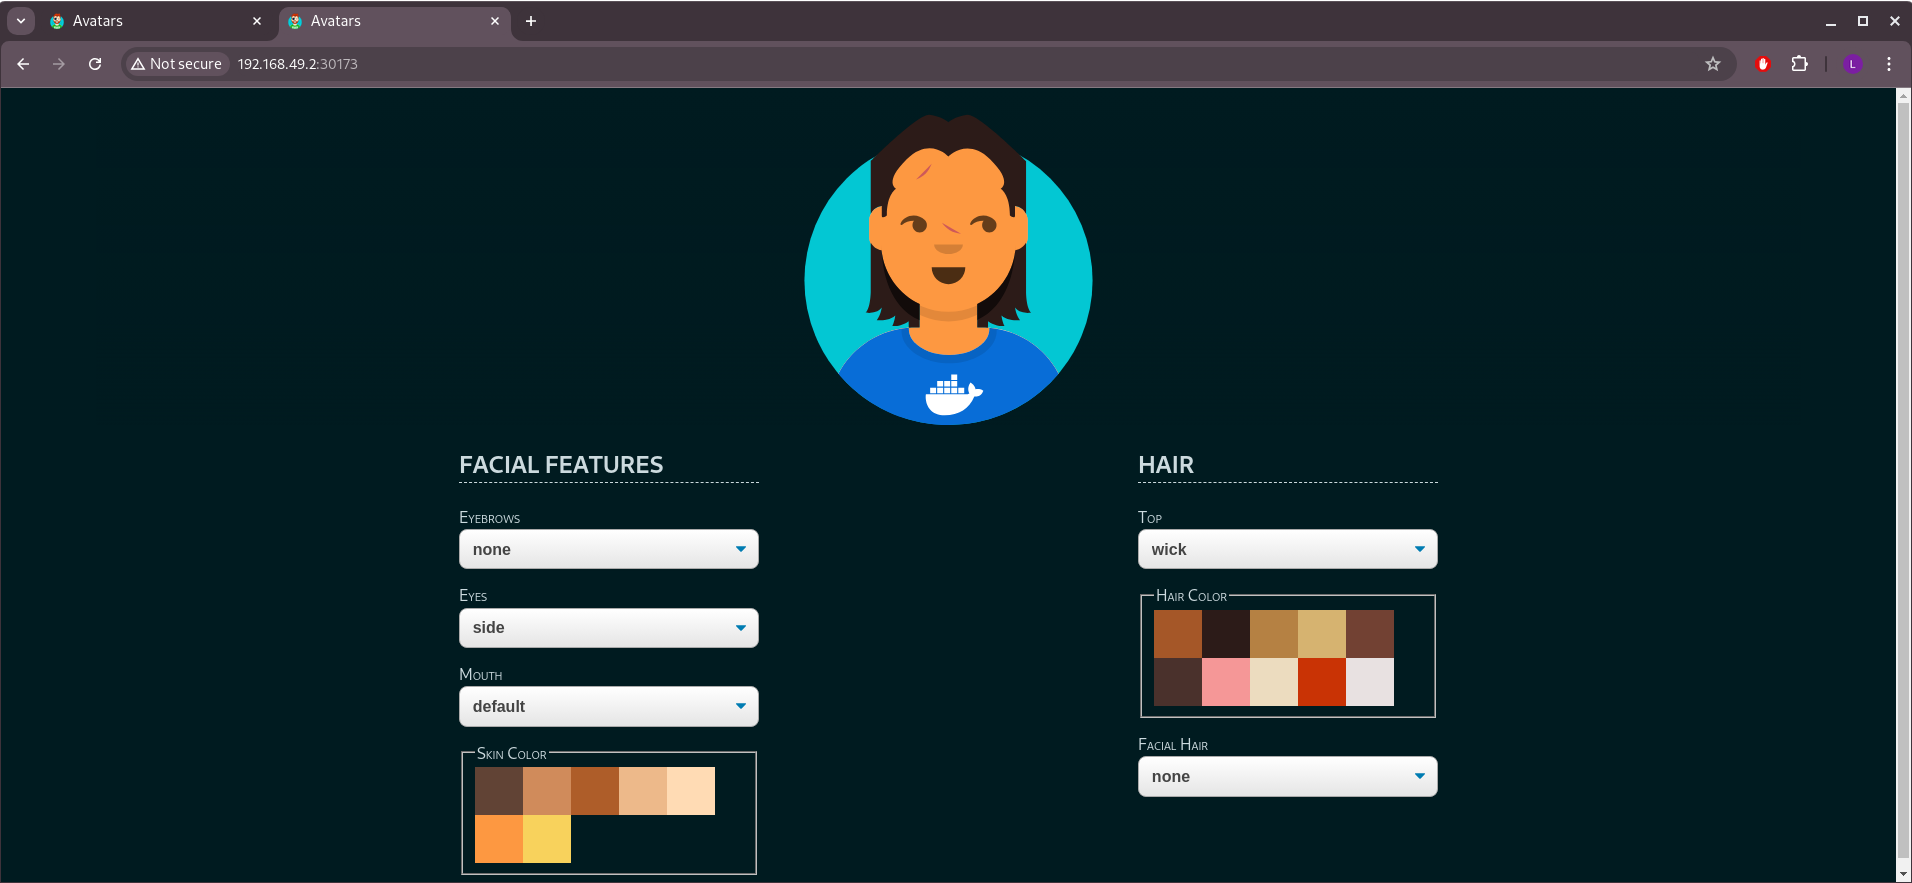 Avatars
Avatars
Not secure
192.168.49.2:30173
L
FACIAL FEATURES
HAIR
Eyebrows
none
Top
wick
Eyes
side
Hair Color
Mouth
default
Skin Color
Facial Hair
none